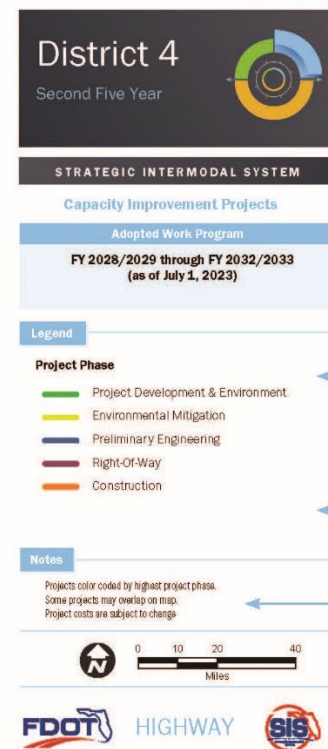 District 4
Second Five Year
STRATEGIC INTERMODAL SYSTEM
Capacity Improvement Projects
Adopted Work Program
FY 2028/2029 through FY 2032/2033
(as of July 1, 2023)
Legend
Project Phase
Project Development & Environment
Environmental Mitigation
Preliminary Engineering
Right-Of-Way
Construction
Notes
Projects color coded by highest project phase.
Some projects may overlap on map.
Project costs are subject to change
N
0 10 20 40
Miles
FDOT HIGHWAY SIS